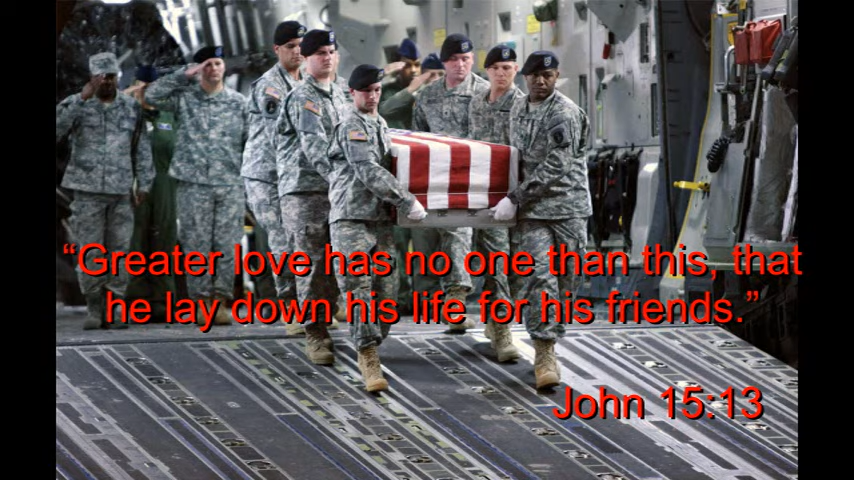 “Greater love has no one than this, that
he lay down his life for his friends.”
John 15:13